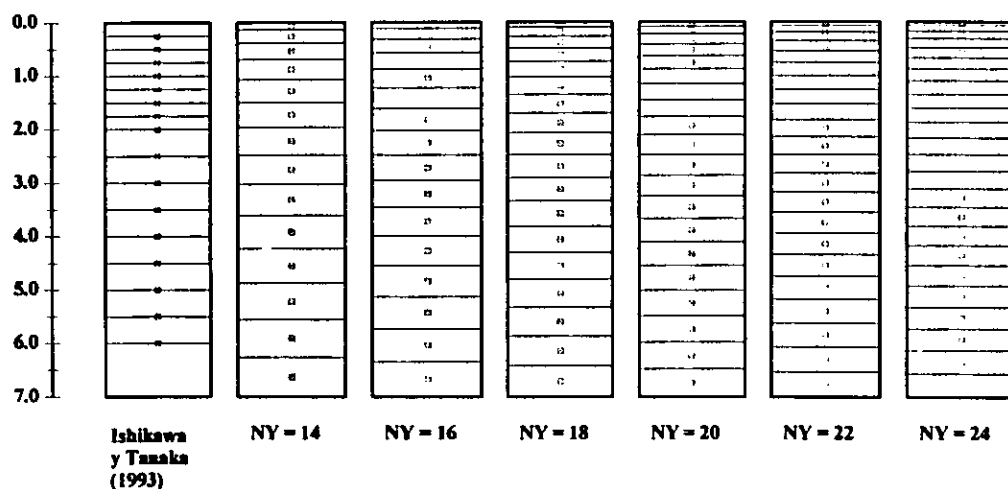 0.0
1.0
2.0
3.0
4.0
5.0
6.0
7.0
Ishikawa
y Tanaka
(1993)
NY = 14
NY = 16
NY = 18
NY = 20
NY = 22
NY = 24